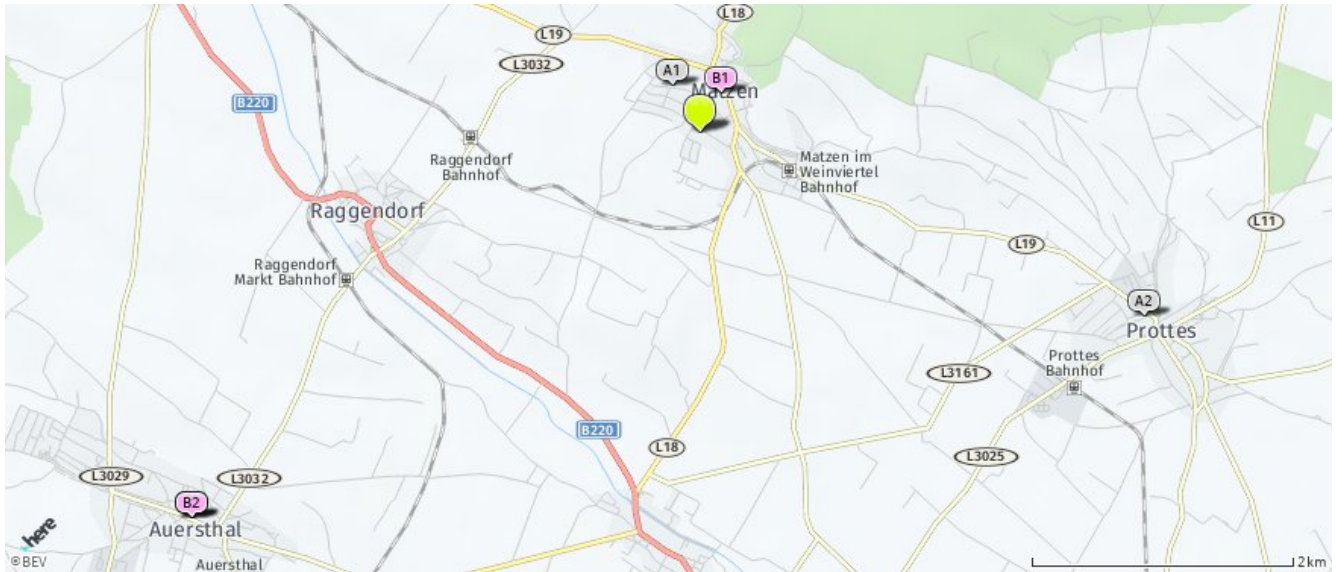 L18
L19
L3032
A1
B1
Matzen
B220
Raggendorf
Bahnhof
Matzen im
Weinviertel
Bahnhof
Raggendorf
L11
L19
Raggendorf
Markt Bahnhof
A2
Prottes
Prottes
Bahnhof
L3161
B220
L18
L3025
L3029
L3032
B2
Auersthal
here
© BEV
Auersthal
2km